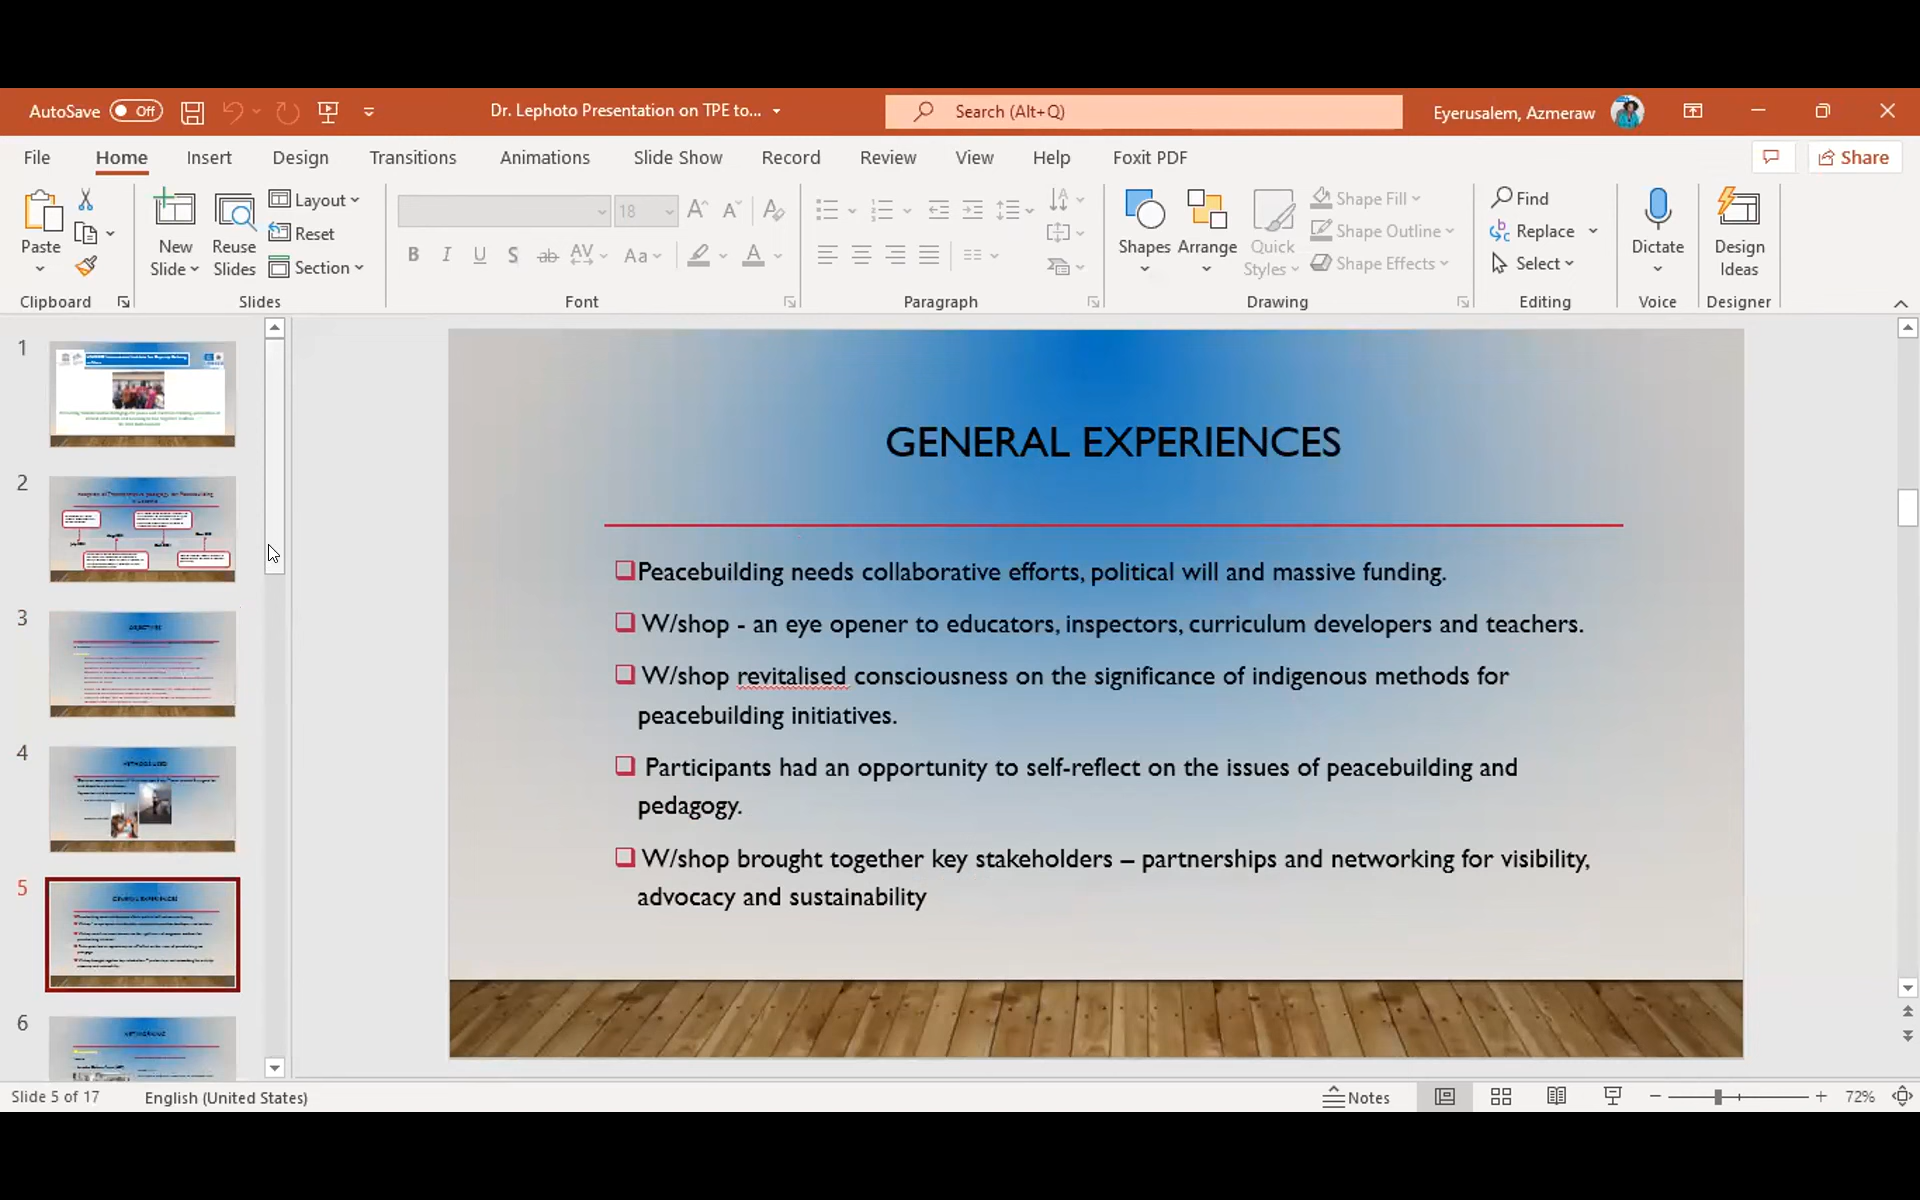 AutoSave Off
Dr. Lephoto Presentation on TPE to...
Search (Alt+Q)
Eyerusalem, Azmeraw
File Home Insert Design Transitions Animations Slide Show Record Review View Help Foxit PDF
Share
Paste
New Slide
Reuse Slides
Layout
Reset
Section
18
B I U S ab AV Aa A
Shapes
Arrange
Quick Styles
Shape Fill
Shape Outline
Shape Effects
Find
Replace
Select
Dictate
Design Ideas
Clipboard Slides Font Paragraph Drawing Editing Voice Designer
1
2
3
4
5
6
GENERAL EXPERIENCES
Peacebuilding needs collaborative efforts, political will and massive funding.
W/shop - an eye opener to educators, inspectors, curriculum developers and teachers.
W/shop revitalised consciousness on the significance of indigenous methods for
peacebuilding initiatives.
Participants had an opportunity to self-reflect on the issues of peacebuilding and
pedagogy.
W/shop brought together key stakeholders – partnerships and networking for visibility,
advocacy and sustainability
Slide 5 of 17
English (United States)
Notes
72%